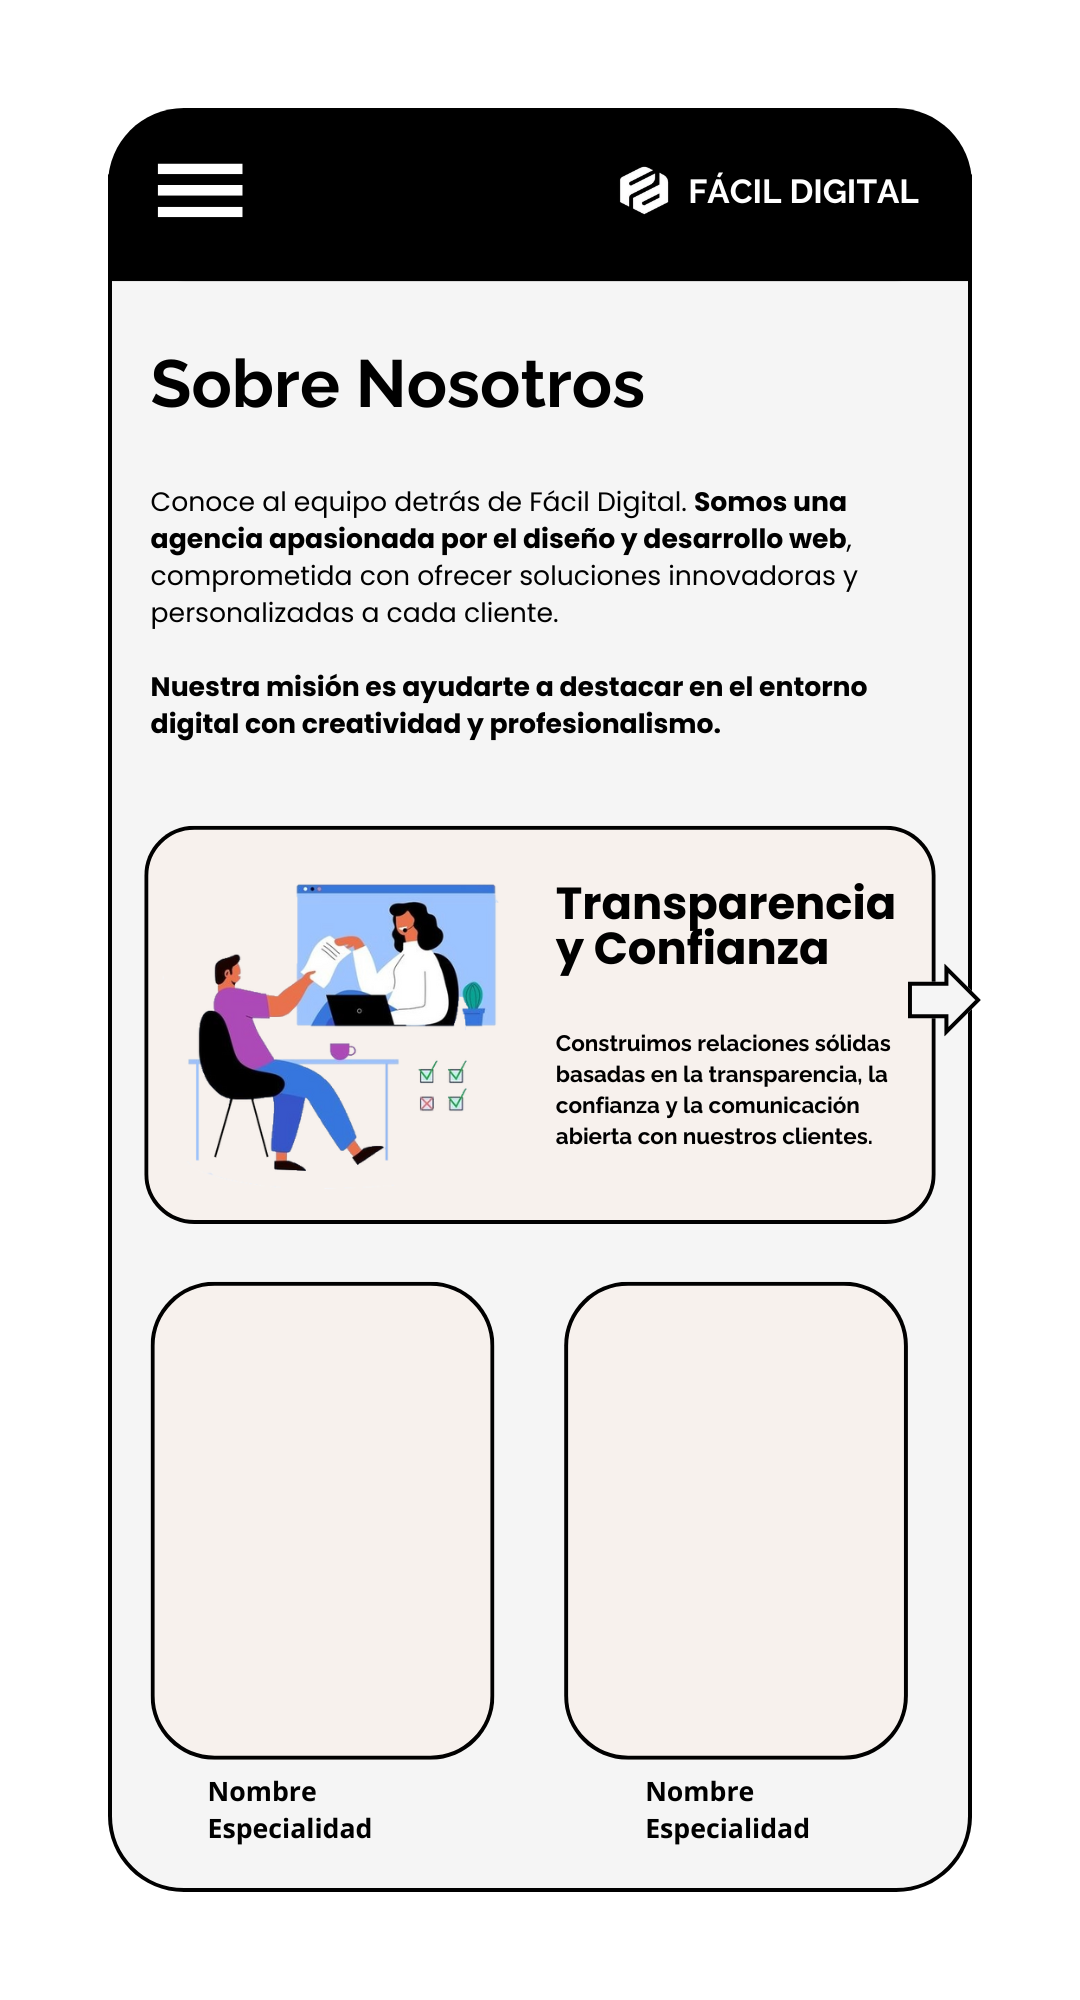 FÁCIL DIGITAL
Sobre Nosotros
Conoce al equipo detrás de Fácil Digital. Somos una
agencia apasionada por el diseño y desarrollo web,
comprometida con ofrecer soluciones innovadoras y
personalizadas a cada cliente.
Nuestra misión es ayudarte a destacar en el entorno
digital con creatividad y profesionalismo.
Transparencia
y Confianza
Construimos relaciones sólidas
basadas en la transparencia, la
confianza y la comunicación
abierta con nuestros clientes.
Nombre
Especialidad
Nombre
Especialidad